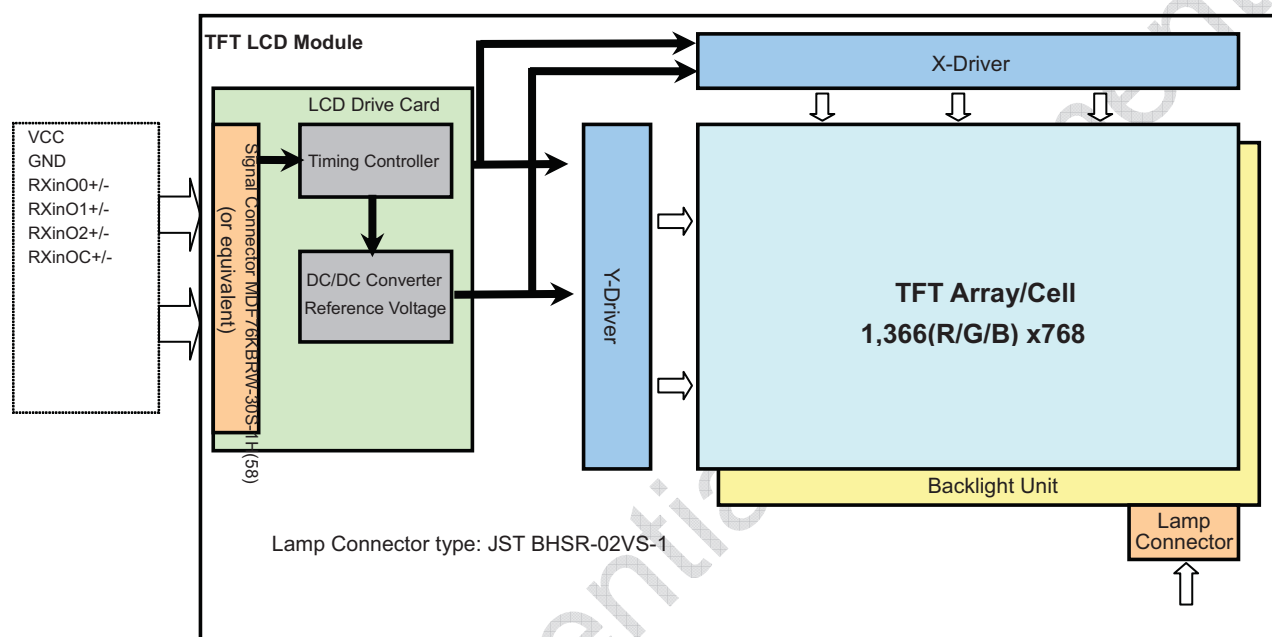 TFT LCD Module
X-Driver
LCD Drive Card
VCC
GND
RXinO0+/-
RXinO1+/-
RXinO2+/-
RXinOC+/-
Signal Connector MDF76KBRW-30S-1H(58)
(or equivalent)
Timing Controller
DC/DC Converter
Reference Voltage
Y-Driver
TFT Array/Cell
1,366(R/G/B) x768
Backlight Unit
Lamp
Connector
Lamp Connector type: JST BHSR-02VS-1